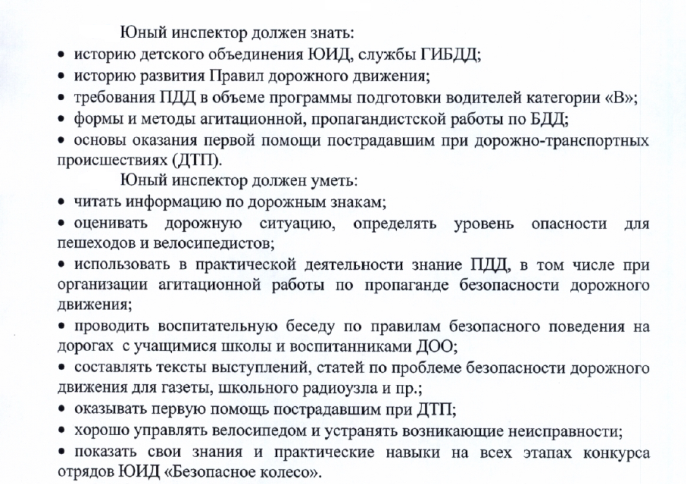 Юный инспектор должен знать:
• историю детского объединения ЮИД, службы ГИБДД;
• историю развития Правил дорожного движения;
• требования ПДД в объеме программы подготовки водителей категории «В»;
• формы и методы агитационной, пропагандистской работы по БДД;
• основы оказания первой помощи пострадавшим при дорожно-транспортных
происшествиях (ДТП).
Юный инспектор должен уметь:
• читать информацию по дорожным знакам;
• оценивать дорожную ситуацию, определять уровень опасности для
пешеходов и велосипедистов;
• использовать в практической деятельности знание ПДД, в том числе при
организации агитационной работы по пропаганде безопасности дорожного
движения;
• проводить воспитательную беседу по правилам безопасного поведения на
дорогах с учащимися школы и воспитанниками ДОО;
• составлять тексты выступлений, статей по проблеме безопасности дорожного
движения для газеты, школьного радиоузла и пр.;
• оказывать первую помощь пострадавшим при ДТП;
• хорошо управлять велосипедом и устранять возникающие неисправности;
• показать свои знания и практические навыки на всех этапах конкурса
отрядов ЮИД «Безопасное колесо».